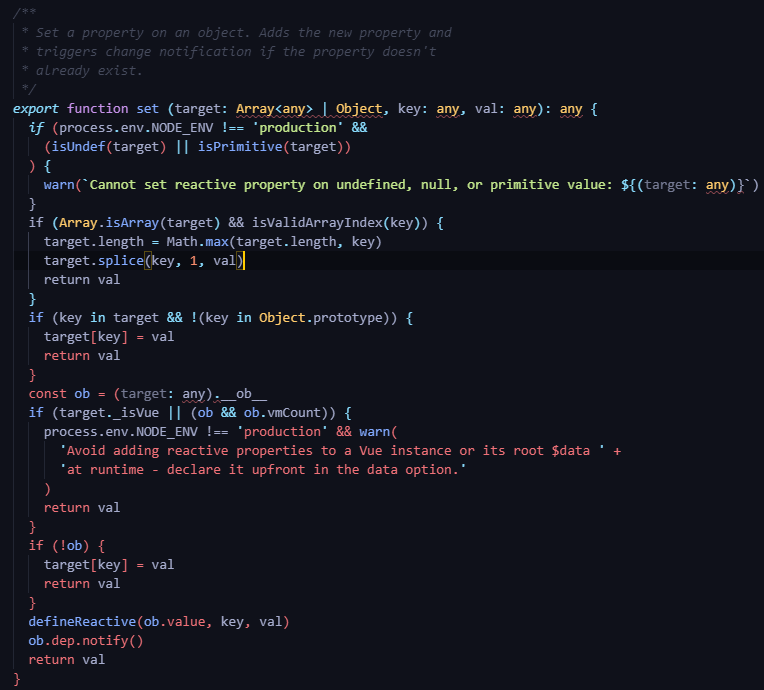 /**
 * Set a property on an object. Adds the new property and
 * triggers change notification if the property doesn't
 * already exist.
 */
export function set (target: Array<any> | Object, key: any, val: any): any {
  if (process.env.NODE_ENV !== 'production' &&
    (isUndef(target) || isPrimitive(target))
  ) {
    warn(`Cannot set reactive property on undefined, null, or primitive value: ${(target: any)}`)
  }
  if (Array.isArray(target) && isValidArrayIndex(key)) {
    target.length = Math.max(target.length, key)
    target.splice(key, 1, val)
    return val
  }
  if (key in target && !(key in Object.prototype)) {
    target[key] = val
    return val
  }
  const ob = (target: any).__ob__
  if (target._isVue || (ob && ob.vmCount)) {
    process.env.NODE_ENV !== 'production' && warn(
      'Avoid adding reactive properties to a Vue instance or its root $data ' +
      'at runtime - declare it upfront in the data option.'
    )
    return val
  }
  if (!ob) {
    target[key] = val
    return val
  }
  defineReactive(ob.value, key, val)
  ob.dep.notify()
  return val
}